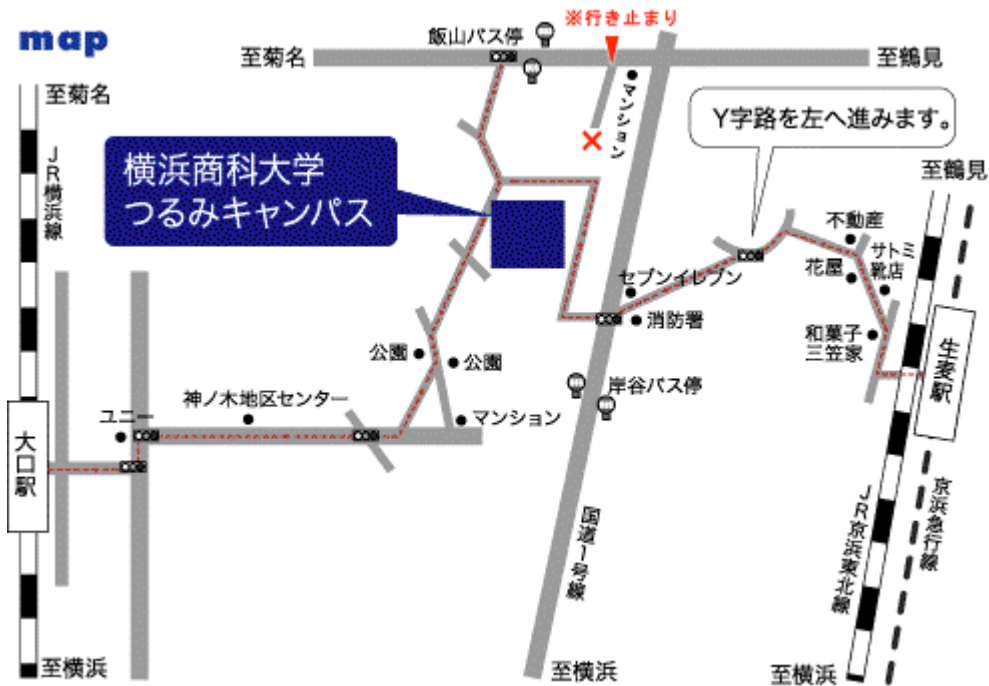 map
※行き止まり
飯山バス停
至菊名
至鶴見
至菊名
マンション
Y字路を左へ進みます。
JR横浜線
横浜商科大学
つるみキャンパス
至鶴見
不動産
サトミ
靴店
花屋
セブンイレブン
消防署
和菓子
三笠家
生麦駅
公園
公園
岸谷バス停
神ノ木地区センター
マンション
ユニー
大口駅
国道1号線
京浜急行線
JR京浜東北線
至横浜
至横浜
至横浜